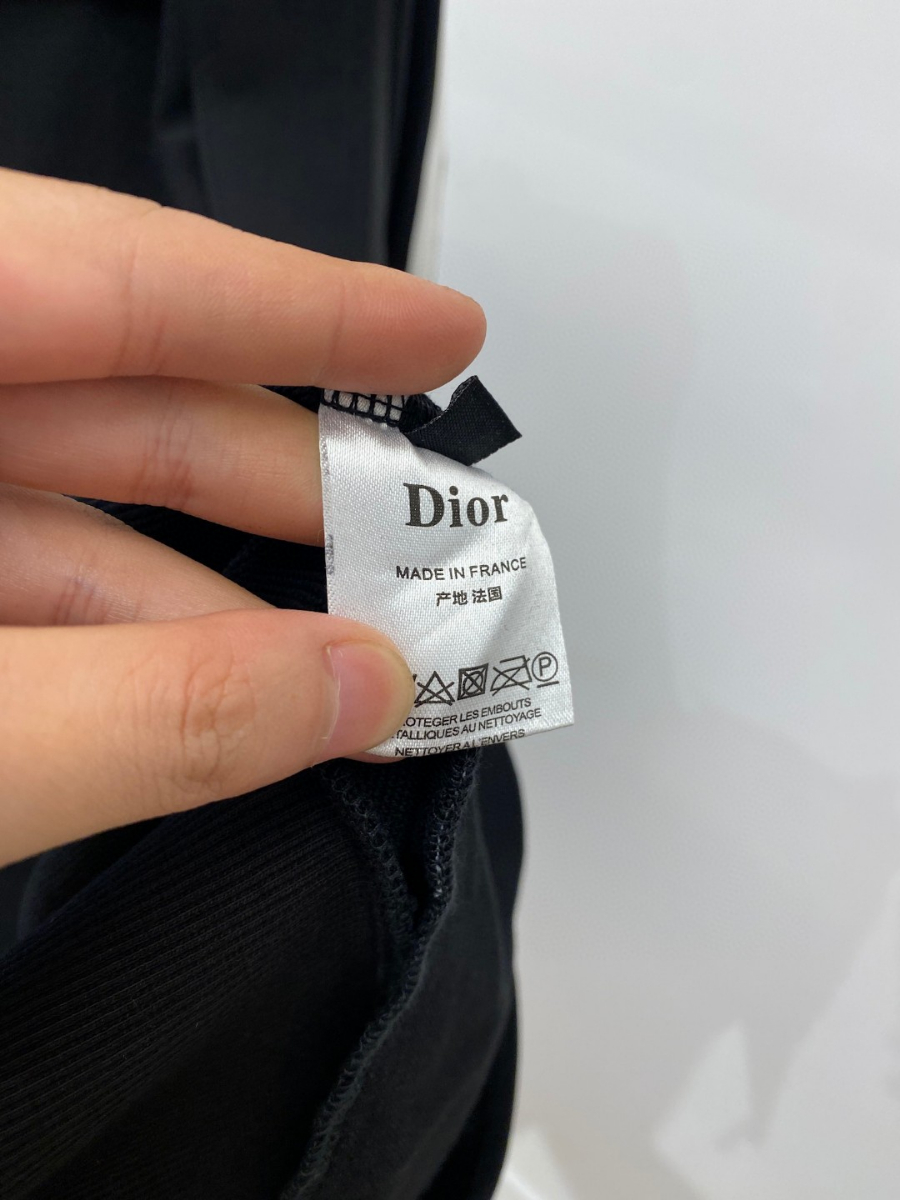 Dior
MADE IN FRANCE
产地 法国
P
OTEGER LES EMBOUTS
TALLIQUES AU NETTOYAGE
NETTOYER A L'ENVERS